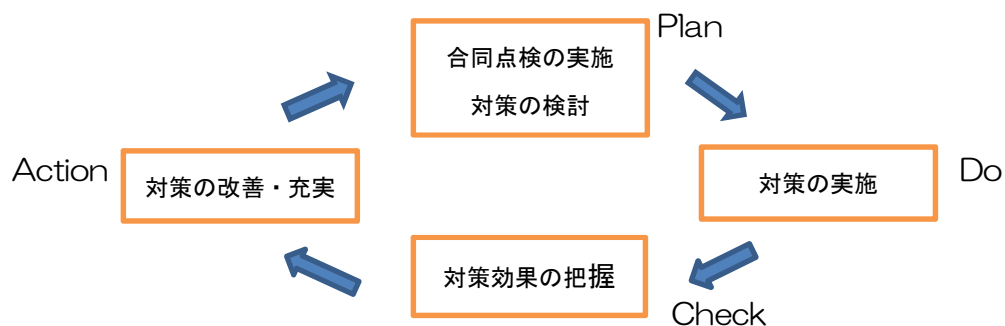 Plan
合同点検の実施
対策の検討
Action
対策の改善・充実
対策の実施
Do
対策効果の把握
Check